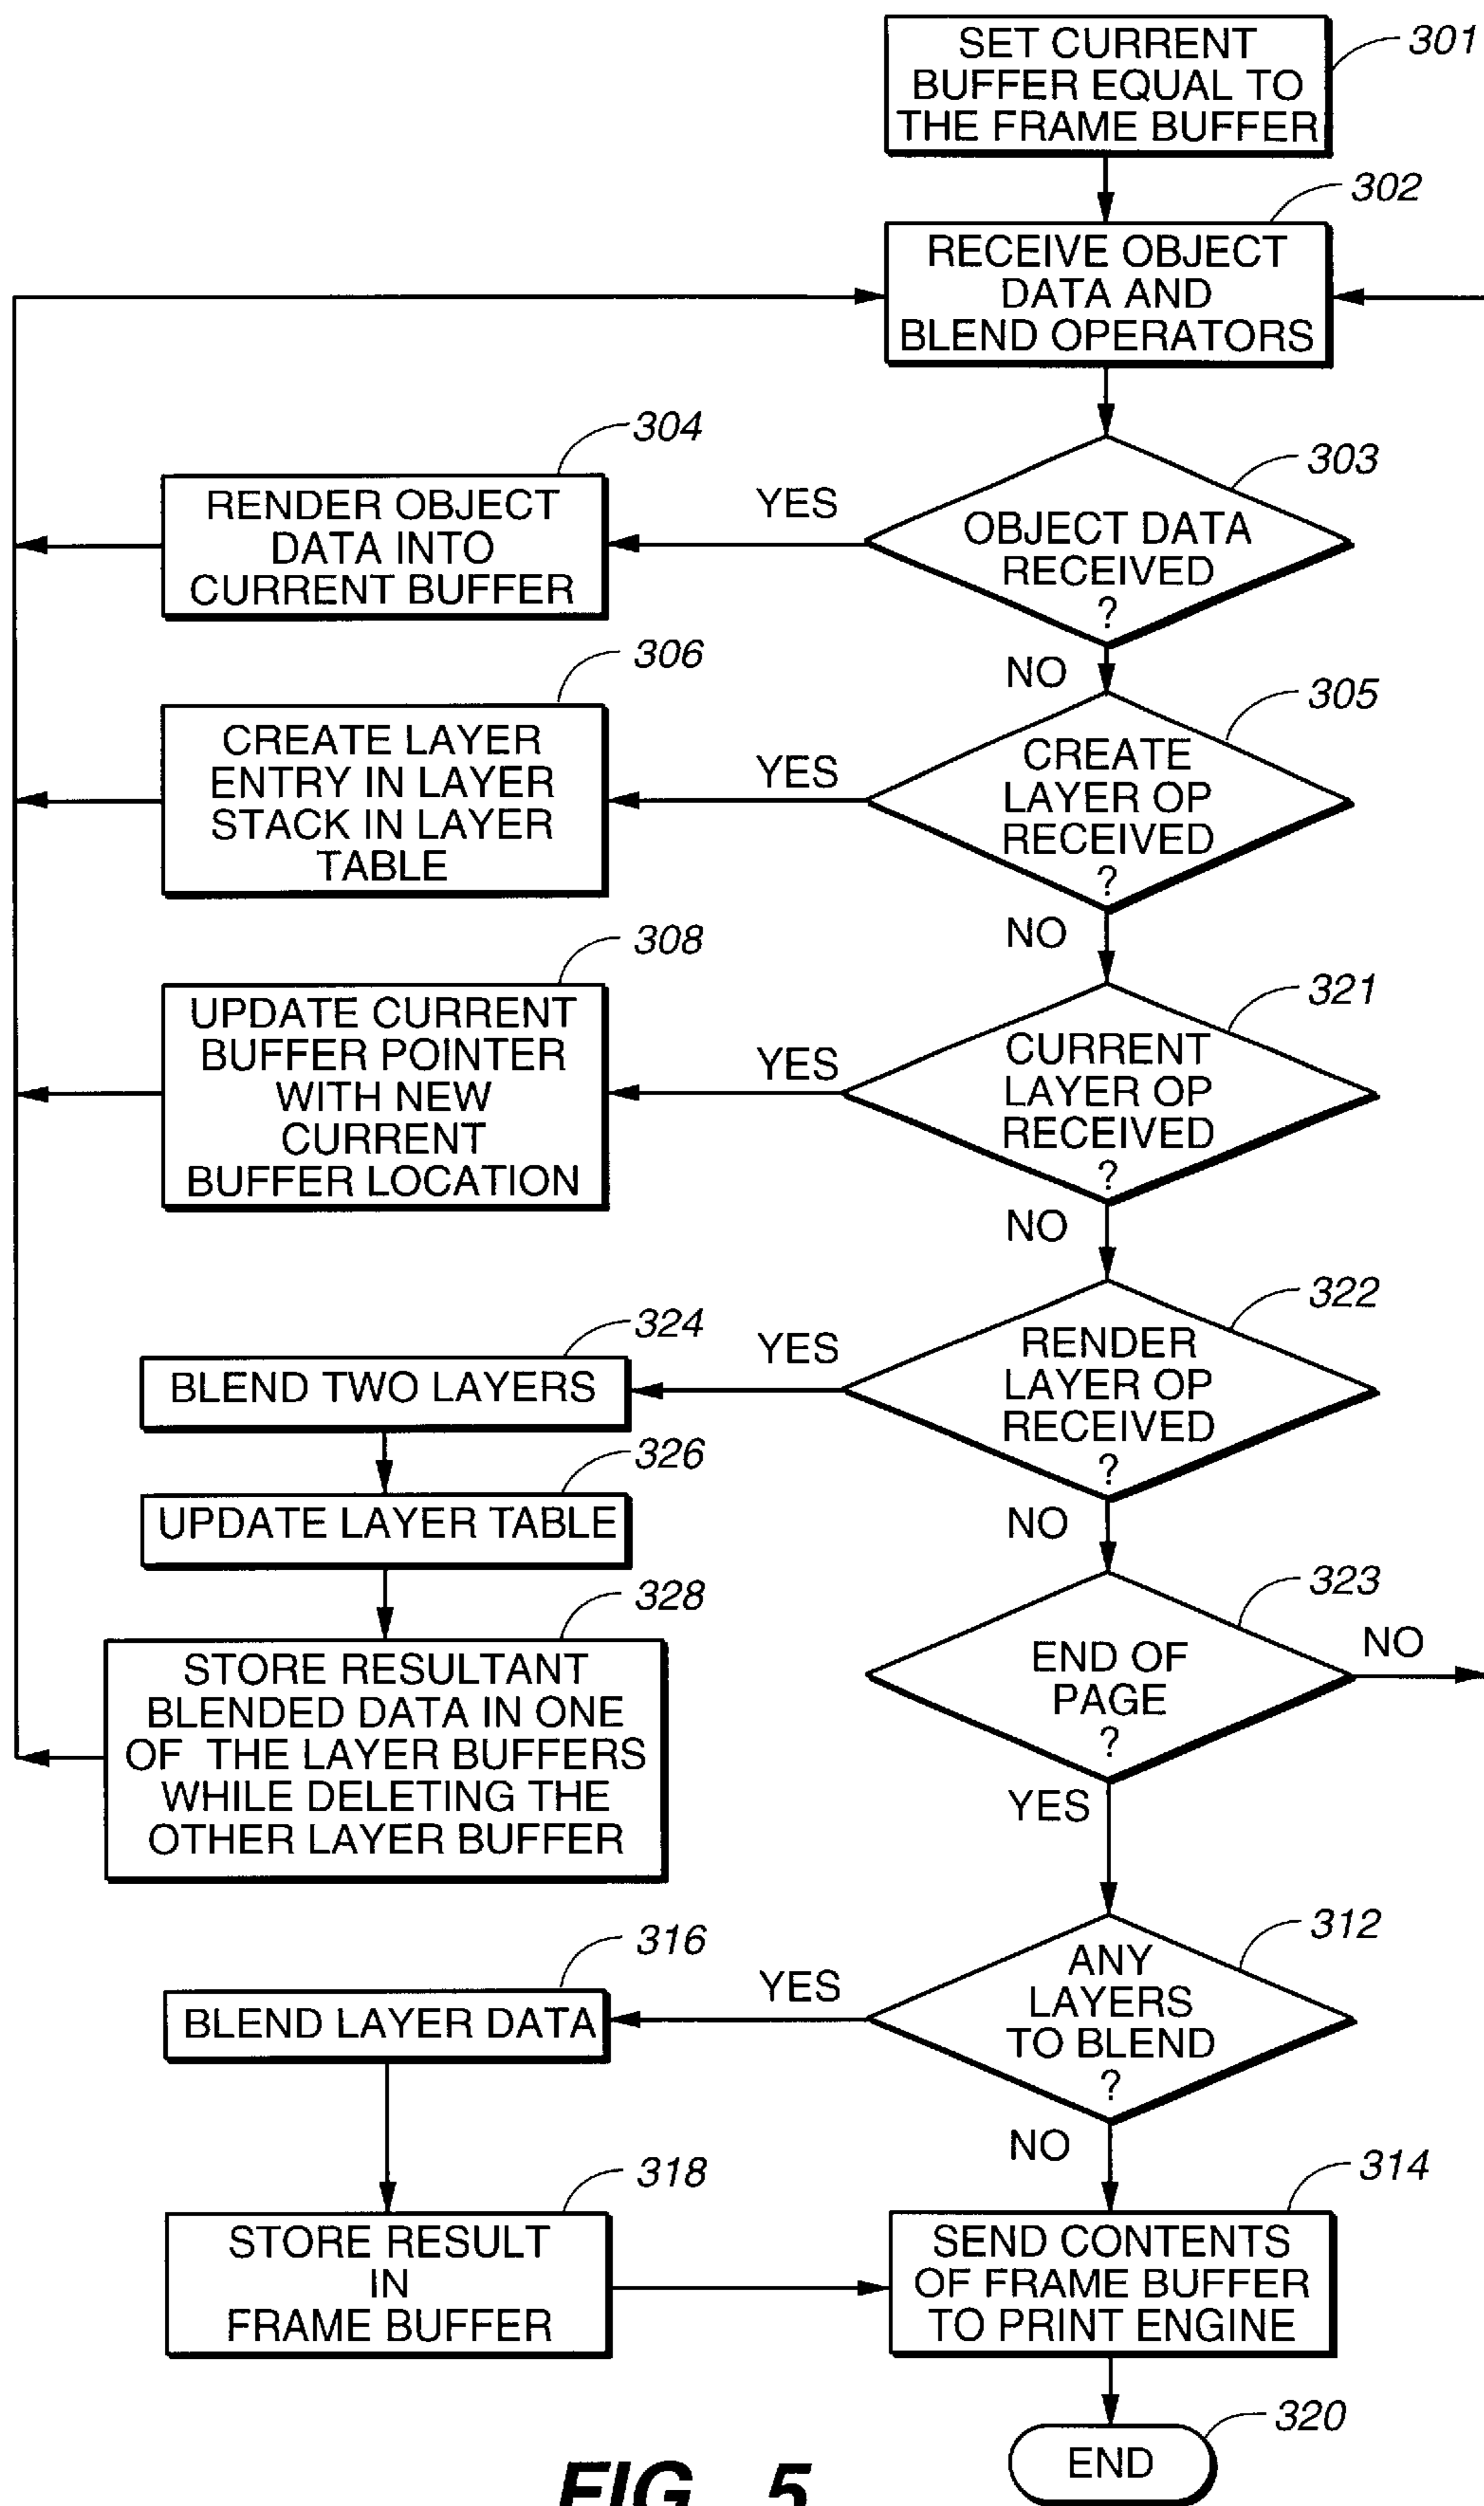 SET CURRENT
BUFFER EQUAL TO
THE FRAME BUFFER
301
302
RECEIVE OBJECT
DATA AND
BLEND OPERATORS
303
OBJECT DATA
RECEIVED
?
YES
304
RENDER OBJECT
DATA INTO
CURRENT BUFFER
NO
305
CREATE
LAYER OP
RECEIVED
?
YES
306
CREATE LAYER
ENTRY IN LAYER
STACK IN LAYER
TABLE
NO
321
CURRENT
LAYER OP
RECEIVED
?
YES
308
UPDATE CURRENT
BUFFER POINTER
WITH NEW
CURRENT
BUFFER LOCATION
NO
322
RENDER
LAYER OP
RECEIVED
?
YES
324
BLEND TWO LAYERS
326
UPDATE LAYER TABLE
328
STORE RESULTANT
BLENDED DATA IN ONE
OF THE LAYER BUFFERS
WHILE DELETING THE
OTHER LAYER BUFFER
NO
323
END OF
PAGE
?
NO
YES
312
ANY
LAYERS
TO BLEND
?
YES
316
BLEND LAYER DATA
318
STORE RESULT
IN
FRAME BUFFER
NO
314
SEND CONTENTS
OF FRAME BUFFER
TO PRINT ENGINE
320
END
FIG. 5